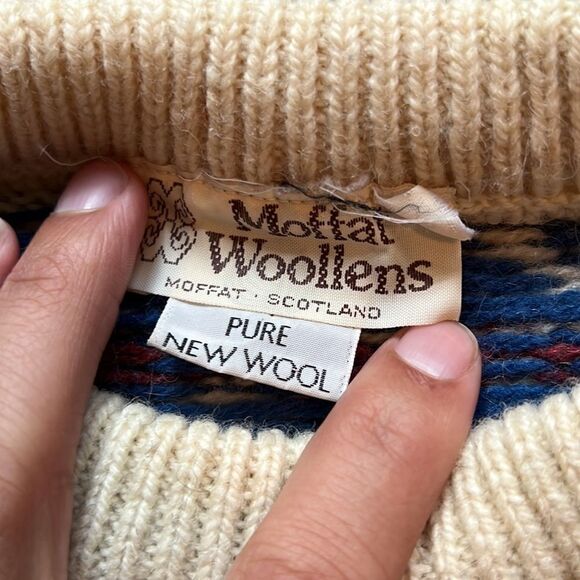 Moffat
Woollens
MOFFAT · SCOTLAND
PURE
NEW WOOL